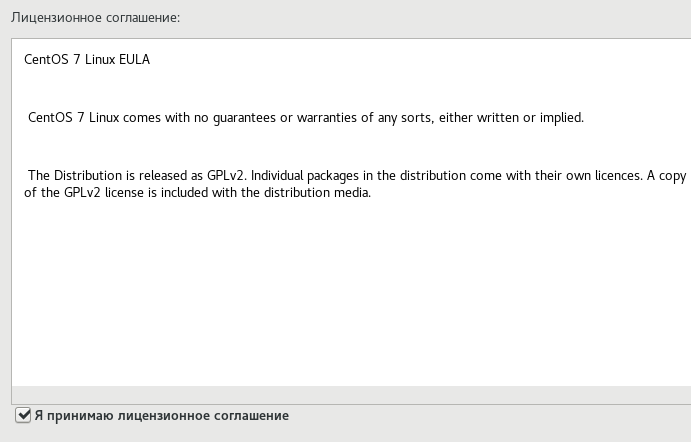 Лицензионное соглашение:
CentOS 7 Linux EULA
CentOS 7 Linux comes with no guarantees or warranties of any sorts, either written or implied.
The Distribution is released as GPLv2. Individual packages in the distribution come with their own licences. A copy
of the GPLv2 license is included with the distribution media.
Я принимаю лицензионное соглашение